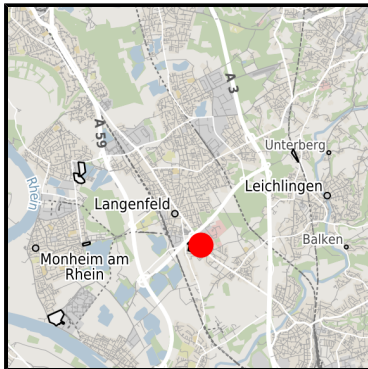 A 3
A 59
Unterberg
Leichlingen
Langenfeld
Rhein
Balken
Monheim am
Rhein